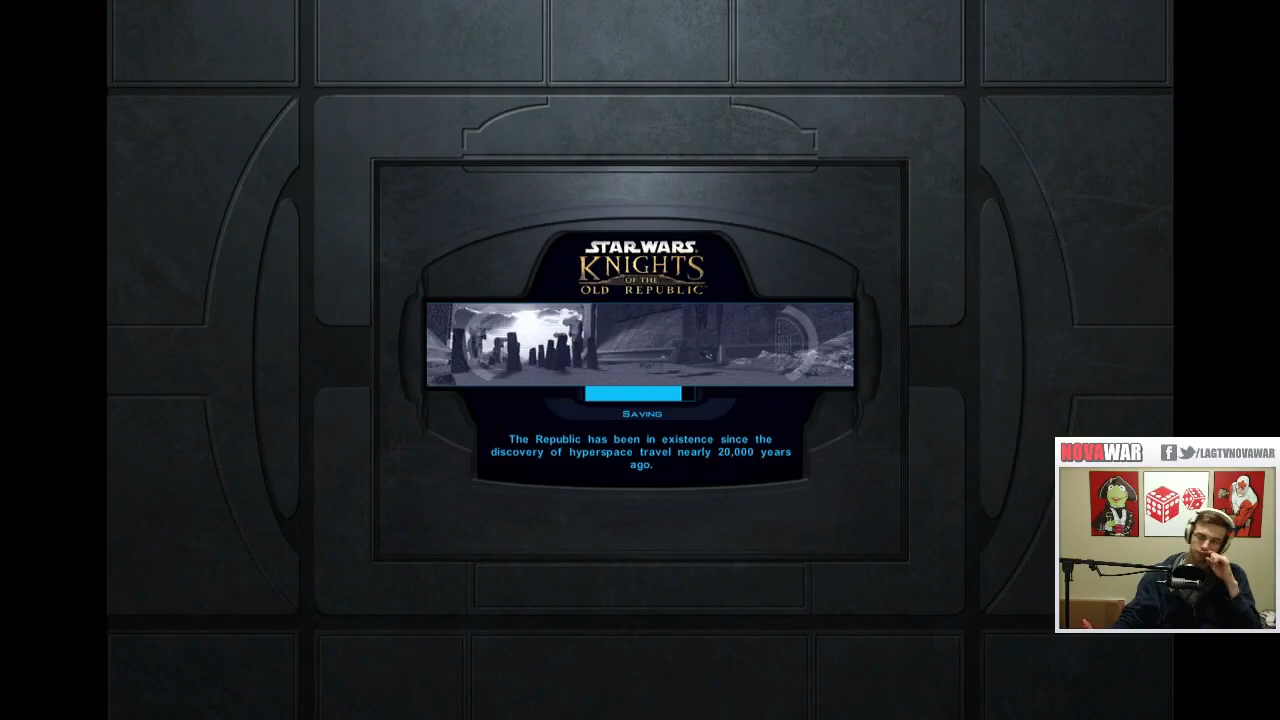 STAR WARS
KNIGHTS
OF THE
OLD REPUBLIC
SAVING
The Republic has been in existence since the
discovery of hyperspace travel nearly 20,000 years
ago.
NOVAWAR
/LAGTVNOVAWAR